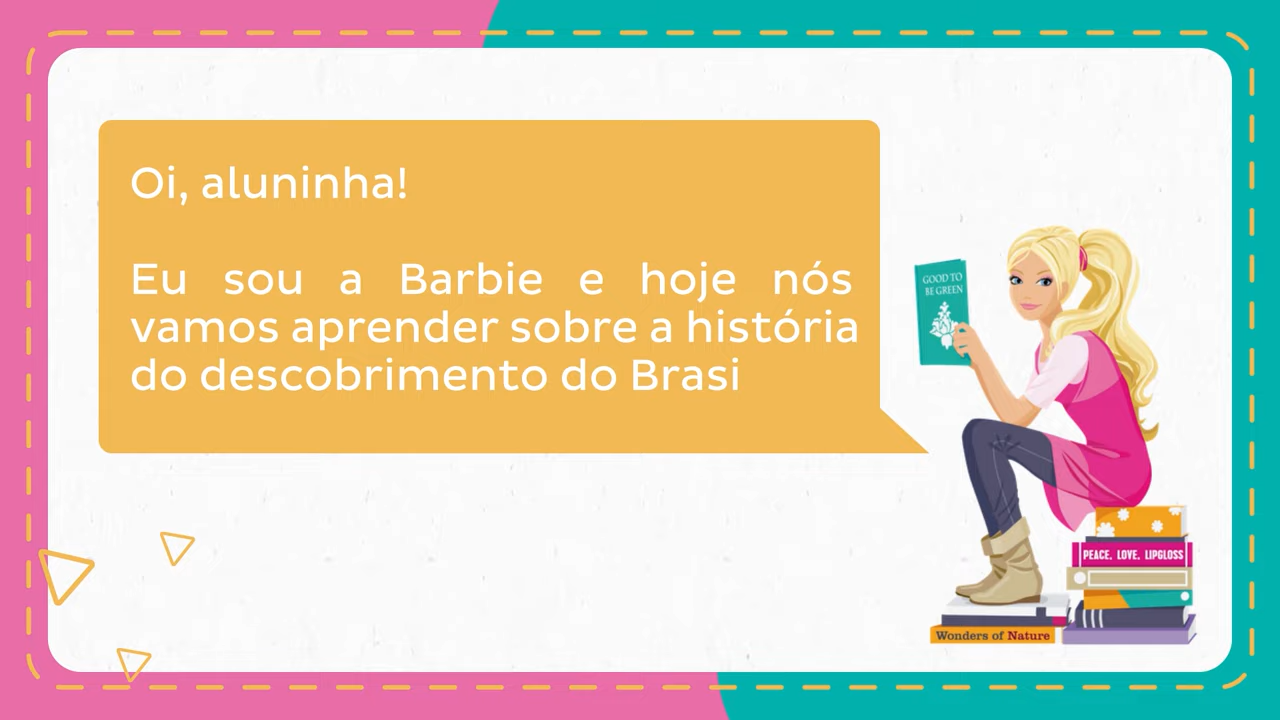 Oi, aluninha!
Eu sou a Barbie e hoje nós
vamos aprender sobre a história
do descobrimento do Brasi
GOOD TO
BE GREEN
PEACE. LOVE. LIPGLOSS
Wonders of Nature